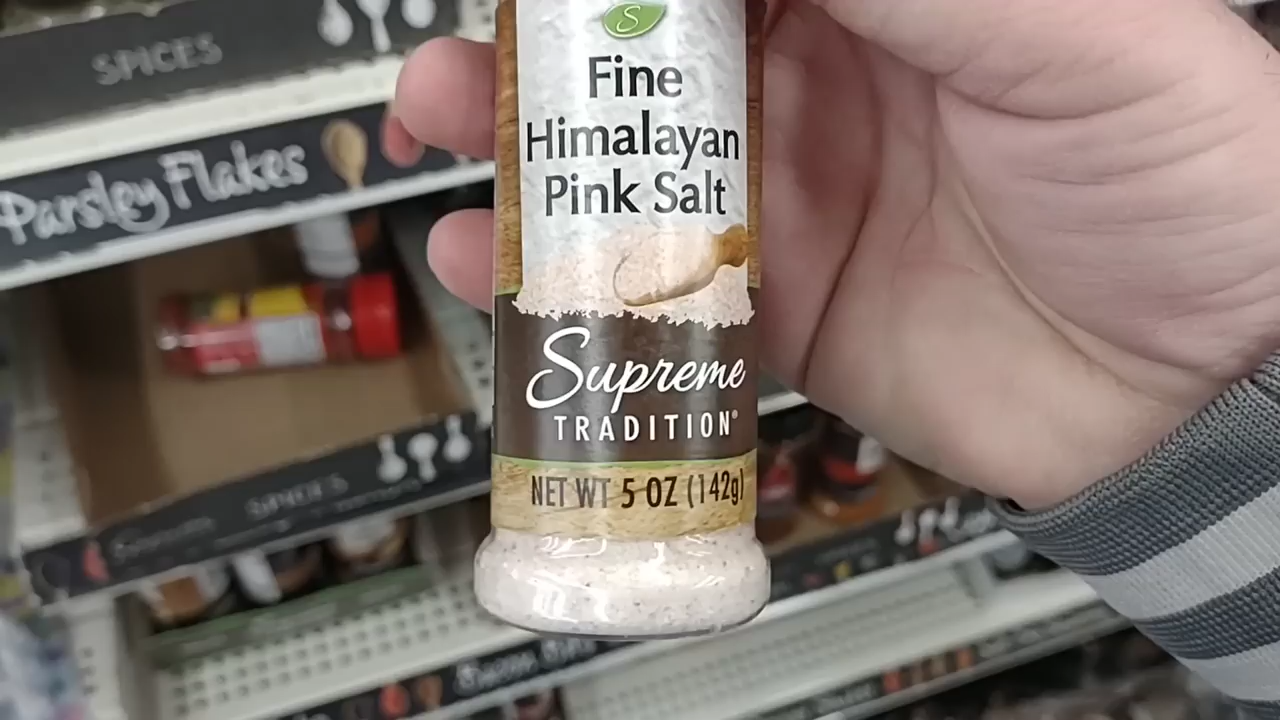 SPICES
Parsley Flakes
S
Fine
Himalayan
Pink Salt
Supreme
TRADITION®
NET WT 5 OZ (142g)
SPICES